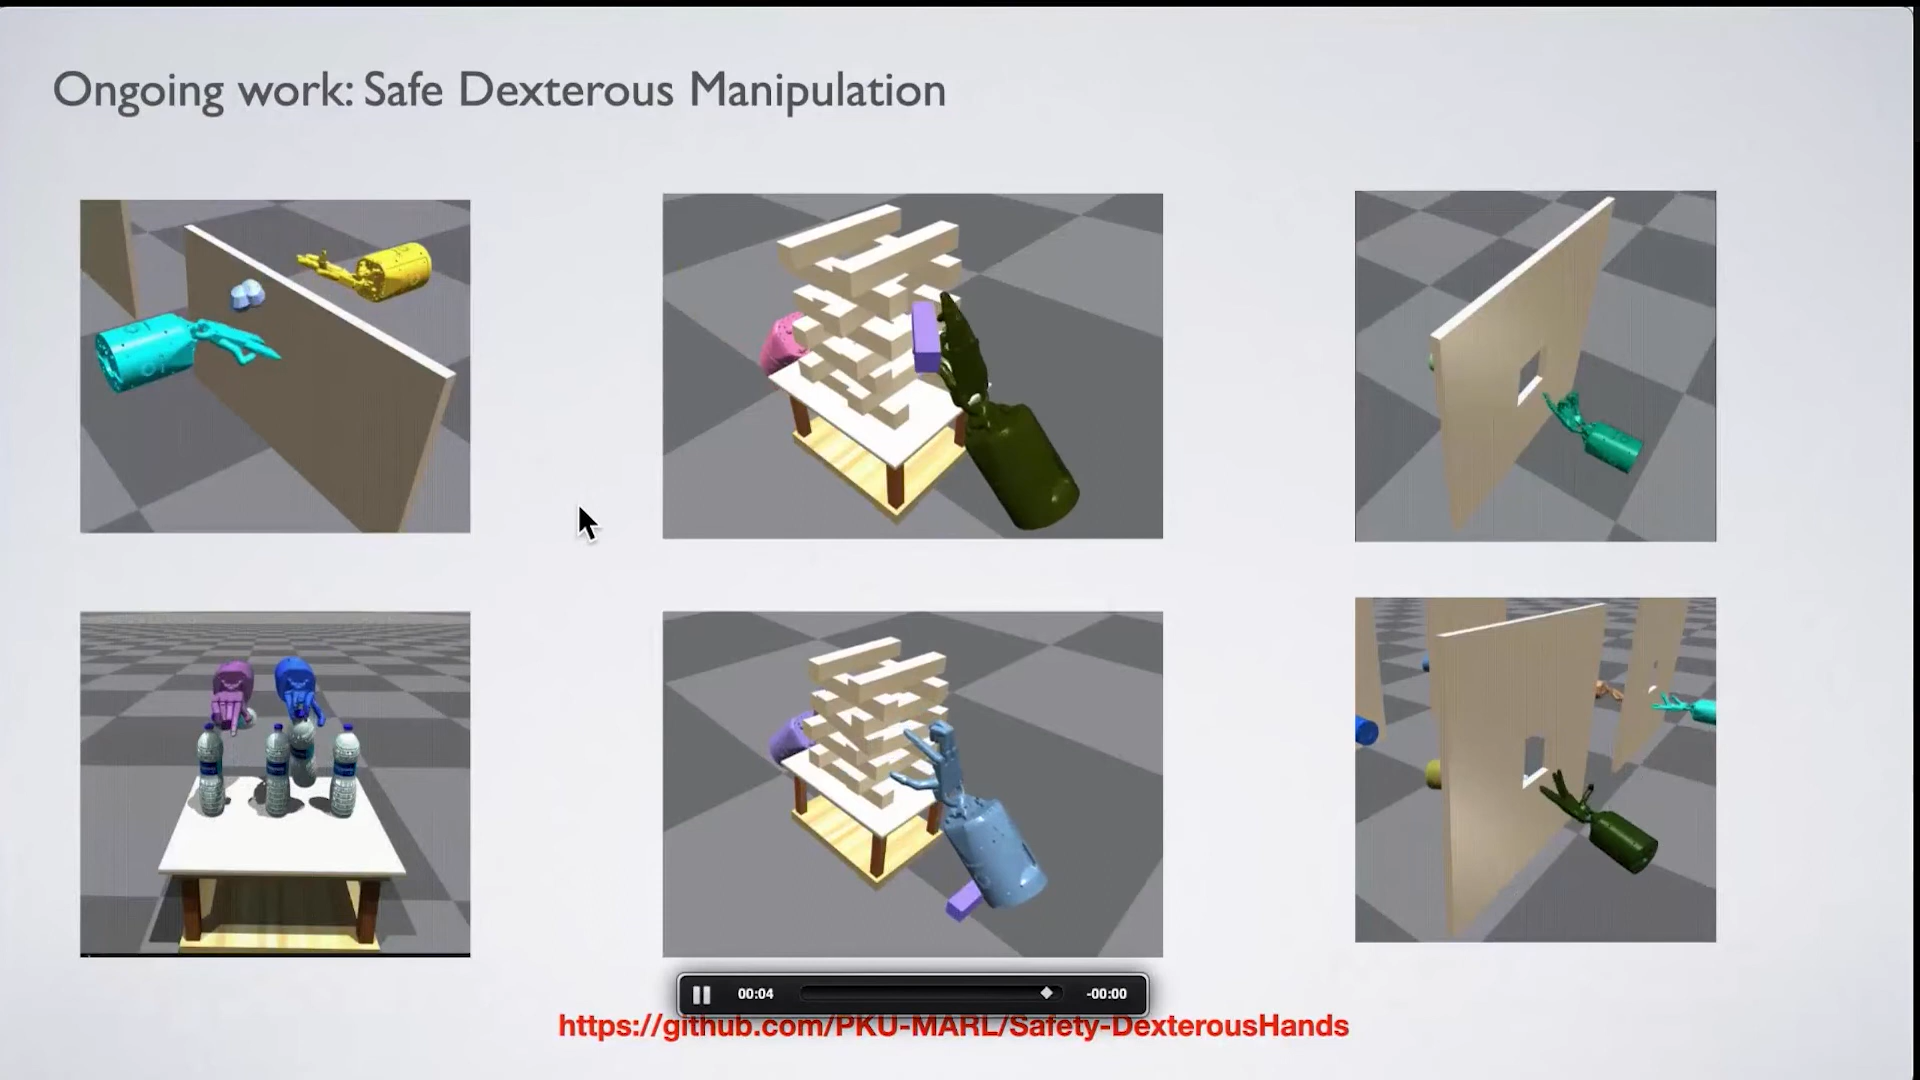 Ongoing work: Safe Dexterous Manipulation
00:04
-00:00
https://github.com/PKU-MARL/Safety-DexterousHands